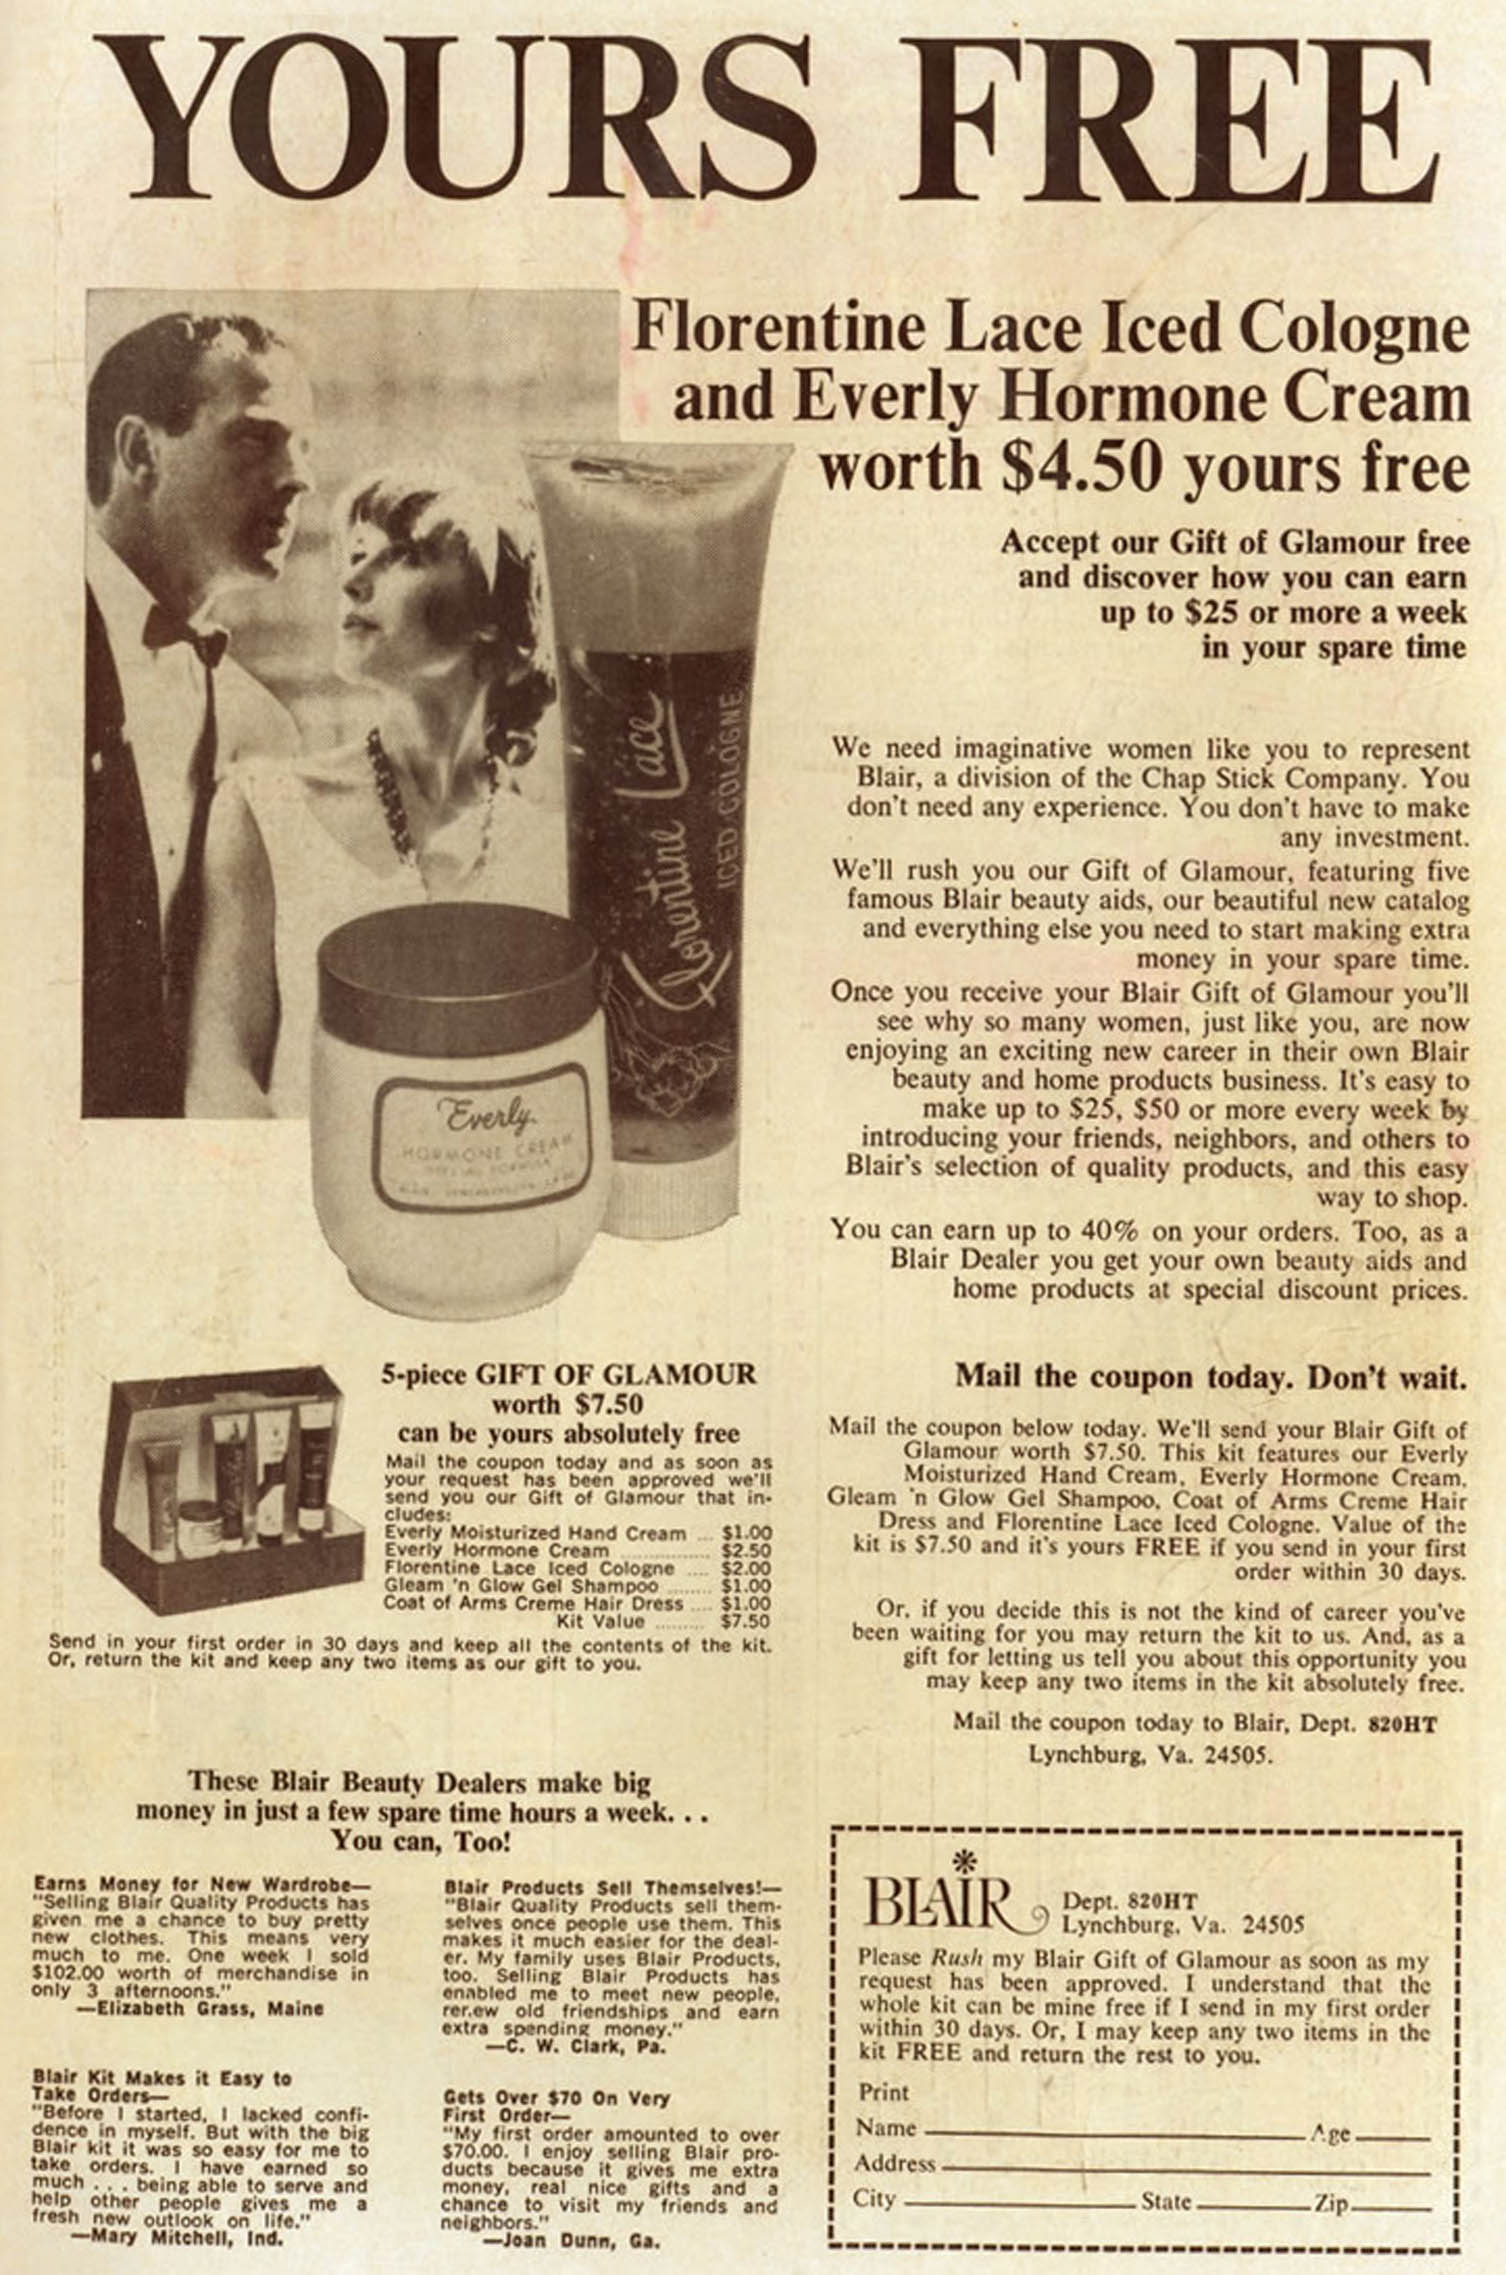 YOURS FREE
Florentine Lace Iced Cologne
and Everly Hormone Cream
worth $4.50 yours free
Accept our Gift of Glamour free
and discover how you can earn
up to $25 or more a week
in your spare time
Florentine Lace
ICED COLOGNE
Everly
HORMONE CREAM
We need imaginative women like you to represent
Blair, a division of the Chap Stick Company. You
don't need any experience. You don't have to make
any investment.
We'll rush you our Gift of Glamour, featuring five
famous Blair beauty aids, our beautiful new catalog
and everything else you need to start making extra
money in your spare time.
Once you receive your Blair Gift of Glamour you'll
see why so many women, just like you, are now
enjoying an exciting new career in their own Blair
beauty and home products business. It's easy to
make up to $25, $50 or more every week by
introducing your friends, neighbors, and others to
Blair's selection of quality products, and this easy
way to shop.
You can earn up to 40% on your orders. Too, as a
Blair Dealer you get your own beauty aids and
home products at special discount prices.
5-piece GIFT OF GLAMOUR
worth $7.50
can be yours absolutely free
Mail the coupon today and as soon as
your request has been approved we'll
send you our Gift of Glamour that in-
cludes:
Everly Moisturized Hand Cream ... $1.00
Everly Hormone Cream ............... $2.50
Florentine Lace Iced Cologne .... $2.00
Gleam 'n Glow Gel Shampoo ........ $1.00
Coat of Arms Creme Hair Dress .... $1.00
Kit Value ......... $7.50
Send in your first order in 30 days and keep all the contents of the kit.
Or, return the kit and keep any two items as our gift to you.
Mail the coupon today. Don't wait.
Mail the coupon below today. We'll send your Blair Gift of
Glamour worth $7.50. This kit features our Everly
Moisturized Hand Cream, Everly Hormone Cream,
Gleam 'n Glow Gel Shampoo, Coat of Arms Creme Hair
Dress and Florentine Lace Iced Cologne. Value of the
kit is $7.50 and it's yours FREE if you send in your first
order within 30 days.
Or, if you decide this is not the kind of career you've
been waiting for you may return the kit to us. And, as a
gift for letting us tell you about this opportunity you
may keep any two items in the kit absolutely free.
Mail the coupon today to Blair, Dept. 820HT
Lynchburg, Va. 24505.
These Blair Beauty Dealers make big
money in just a few spare time hours a week. . .
You can, Too!
Earns Money for New Wardrobe—
"Selling Blair Quality Products has
given me a chance to buy pretty
new clothes. This means very
much to me. One week I sold
$102.00 worth of merchandise in
only 3 afternoons."
—Elizabeth Grass, Maine
Blair Kit Makes it Easy to
Take Orders—
"Before I started, I lacked confi-
dence in myself. But with the big
Blair kit it was so easy for me to
take orders. I have earned so
much . . . being able to serve and
help other people gives me a
fresh new outlook on life."
—Mary Mitchell, Ind.
Blair Products Sell Themselves!—
"Blair Quality Products sell them-
selves once people use them. This
makes it much easier for the deal-
er. My family uses Blair Products,
too. Selling Blair Products has
enabled me to meet new people,
rer.ew old friendships and earn
extra spending money."
—C. W. Clark, Pa.
Gets Over $70 On Very
First Order—
"My first order amounted to over
$70.00. I enjoy selling Blair pro-
ducts because it gives me extra
money, real nice gifts and a
chance to visit my friends and
neighbors."
—Joan Dunn, Ga.
BLAIR
Dept. 820HT
Lynchburg, Va. 24505
Please Rush my Blair Gift of Glamour as soon as my
request has been approved. I understand that the
whole kit can be mine free if I send in my first order
within 30 days. Or, I may keep any two items in the
kit FREE and return the rest to you.
Print
Name Age
Address
City State Zip